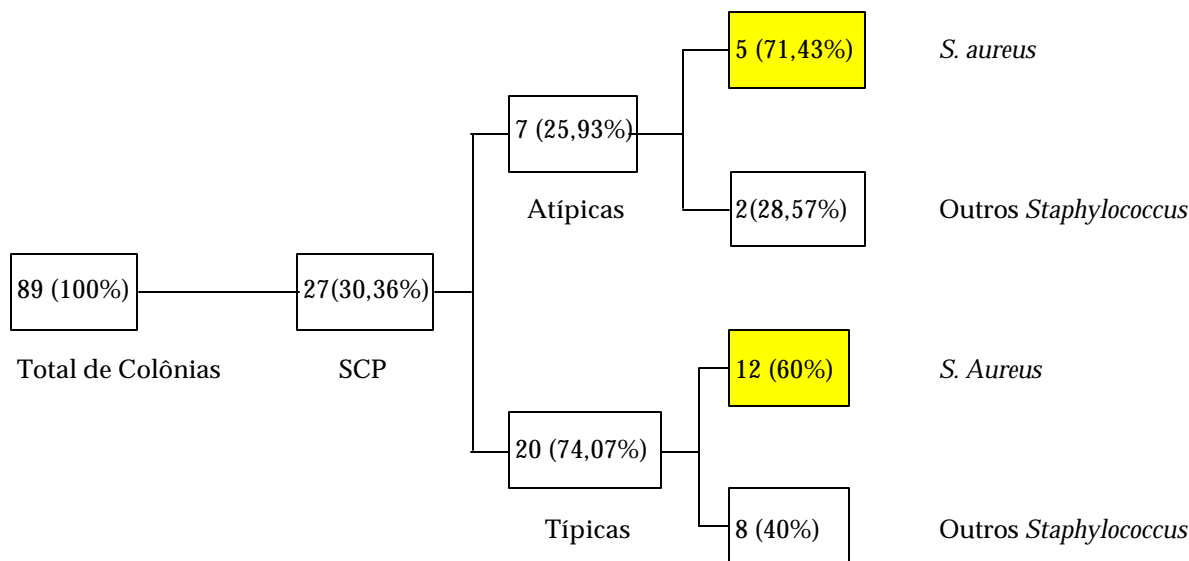 5 (71,43%)
S. aureus
7 (25,93%)
Atípicas
2(28,57%)
Outros Staphylococcus
89 (100%)
27(30,36%)
Total de Colônias
SCP
12 (60%)
S. Aureus
20 (74,07%)
Típicas
8 (40%)
Outros Staphylococcus